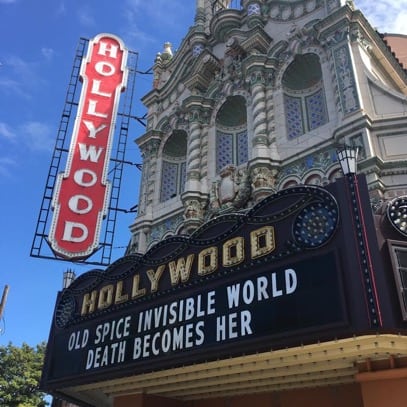 HOLLYWOOD
HOLLYWOOD
OLD SPICE INVISIBLE WORLD
DEATH BECOMES HER